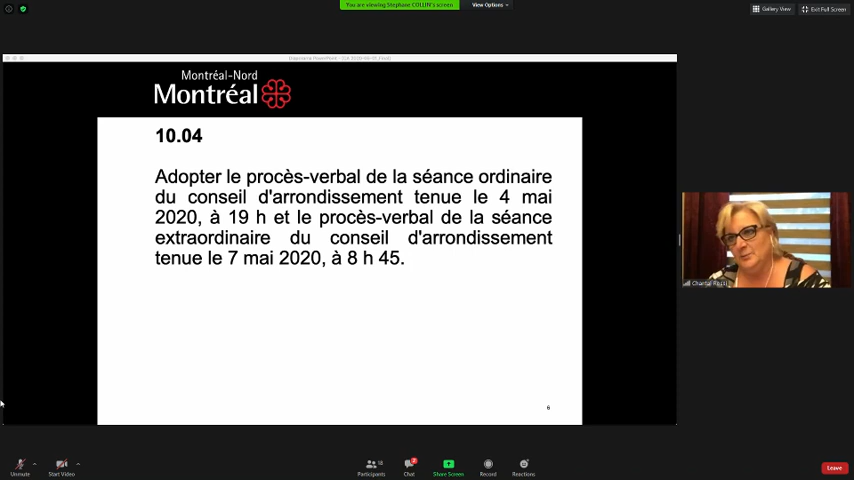 You are viewing Stephane COLLIN's screen
View Options
Gallery View
Exit Full Screen
Montréal-Nord
Montréal
10.04
Adopter le procès-verbal de la séance ordinaire
du conseil d'arrondissement tenue le 4 mai
2020, à 19 h et le procès-verbal de la séance
extraordinaire du conseil d'arrondissement
tenue le 7 mai 2020, à 8 h 45.
6
Chantal
Unmute
Start Video
Participants
18
Chat
Share Screen
Record
Reactions
Leave